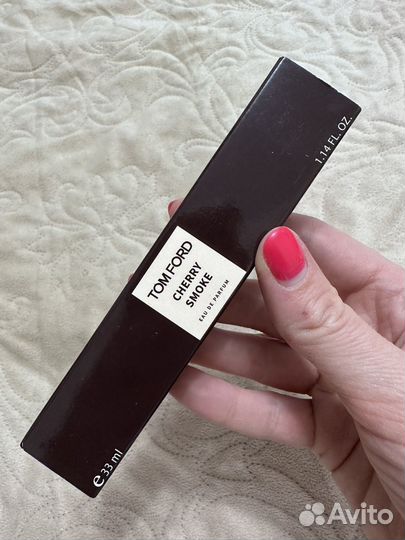 1.14 FL. OZ.
TOM FORD
CHERRY
SMOKE
EAU DE PARFUM
e 33 ml
Avito